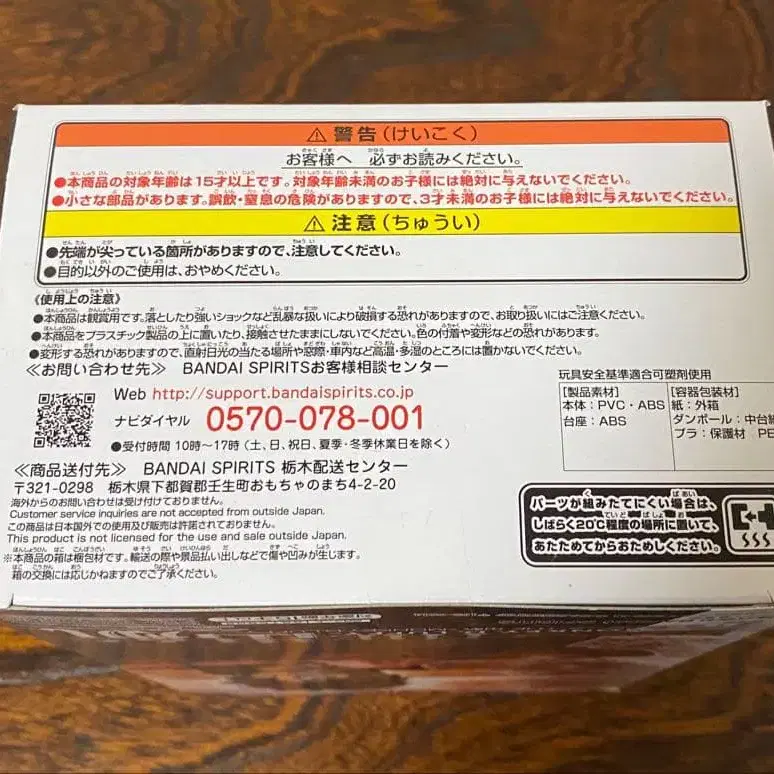 ⚠ 警告(けいこく)
お客様へ 必ずお読みください。
●本商品の対象年齢は15才以上です。対象年齢未満のお子様には絶対に与えないでください。
●小さな部品があります。誤飲・窒息の危険がありますので、3才未満のお子様には絶対に与えないでください。
⚠ 注意(ちゅうい)
●先端が尖っている箇所がありますので、注意してください。
●目的以外のご使用は、おやめください。
《使用上の注意》
●本商品は観賞用です。落としたり強いショックなど乱暴な扱いにより破損する恐れがあります。お取り扱いにはご注意ください。
●本商品をプラスチック製品の上に置いたり、接触させたままにしないでください。色の付着や変形などの恐れがあります。
●変形する恐れがありますので、直射日光の当たる場所や窓際・車内など高温・多湿のところには置かないでください。
≪お問い合わせ先≫ BANDAI SPIRITSお客様相談センター
Web http://support.bandaispirits.co.jp
ナビダイヤル 0570-078-001
●受付時間 10時〜17時(土、日、祝日、夏季・冬季休業日を除く)
≪商品送付先≫ BANDAI SPIRITS 栃木配送センター
〒321-0298 栃木県下都賀郡壬生町おもちゃのまち4-2-20
海外からのお問い合わせは受け付けておりません。
Customer service inquiries are not accepted from outside Japan.
この商品は日本国外での使用及び販売は許諾されておりません。
This product is not licensed for the use and sale outside Japan.
※本商品の箱は梱包材です。輸送の際や景品払い出しなどで傷や凹みが生じます。
箱の交換には応じかねますのでご了承ください。
玩具安全基準適合可塑剤使用
[製品素材]
本体:PVC・ABS
台座:ABS
[容器包装材]
紙:外箱
ダンボール:中台紙
プラ:保護材 PE
パーツが組みたてにくい場合は、
しばらく20℃程度の場所に置いて、
あたためてからおためしください。